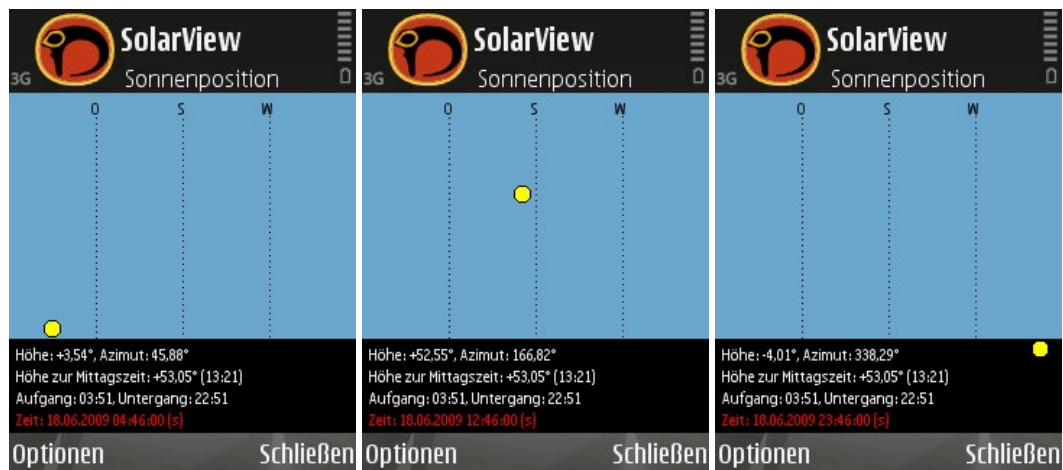 SolarView
3G Sonnenposition
O S W
Höhe: +3,54°, Azimut: 45,88°
Höhe zur Mittagszeit: +53,05° (13:21)
Aufgang: 03:51, Untergang: 22:51
Zeit: 18.06.2009 04:46:00 (s)
Optionen Schließen
SolarView
3G Sonnenposition
O S W
Höhe: +52,55°, Azimut: 166,82°
Höhe zur Mittagszeit: +53,05° (13:21)
Aufgang: 03:51, Untergang: 22:51
Zeit: 18.06.2009 12:46:00 (s)
Optionen Schließen
SolarView
3G Sonnenposition
O S W
Höhe: -4,01°, Azimut: 338,29°
Höhe zur Mittagszeit: +53,05° (13:21)
Aufgang: 03:51, Untergang: 22:51
Zeit: 18.06.2009 23:46:00 (s)
Optionen Schließen